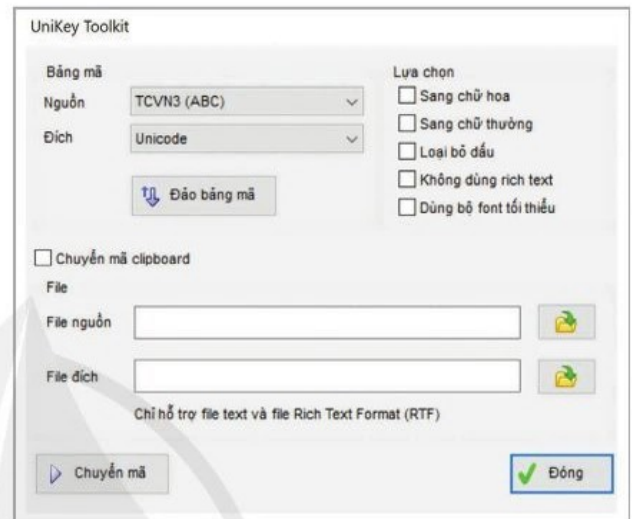 UniKey Toolkit
Bảng mã
Nguồn TCVN3 (ABC)
Đích Unicode
Đảo bảng mã
Lựa chọn
Sang chữ hoa
Sang chữ thường
Loại bỏ dấu
Không dùng rich text
Dùng bộ font tối thiểu
Chuyển mã clipboard
File
File nguồn
File đích
Chỉ hỗ trợ file text và file Rich Text Format (RTF)
Chuyển mã
Đóng